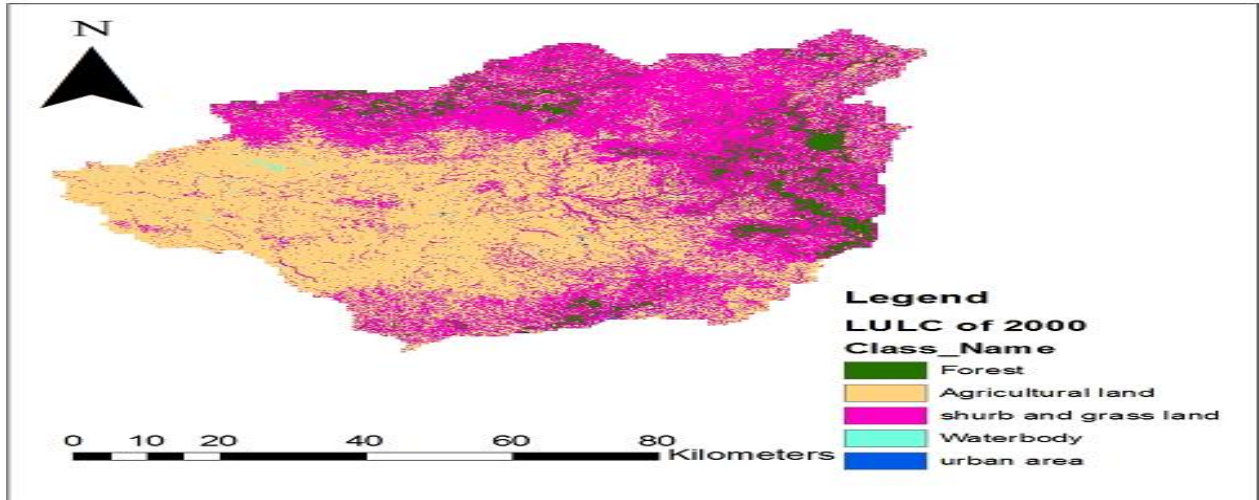 N
Legend
LULC of 2000
Class_Name
Forest
Agricultural land
shurb and grass land
Waterbody
urban area
0 10 20 40 60 80
Kilometers